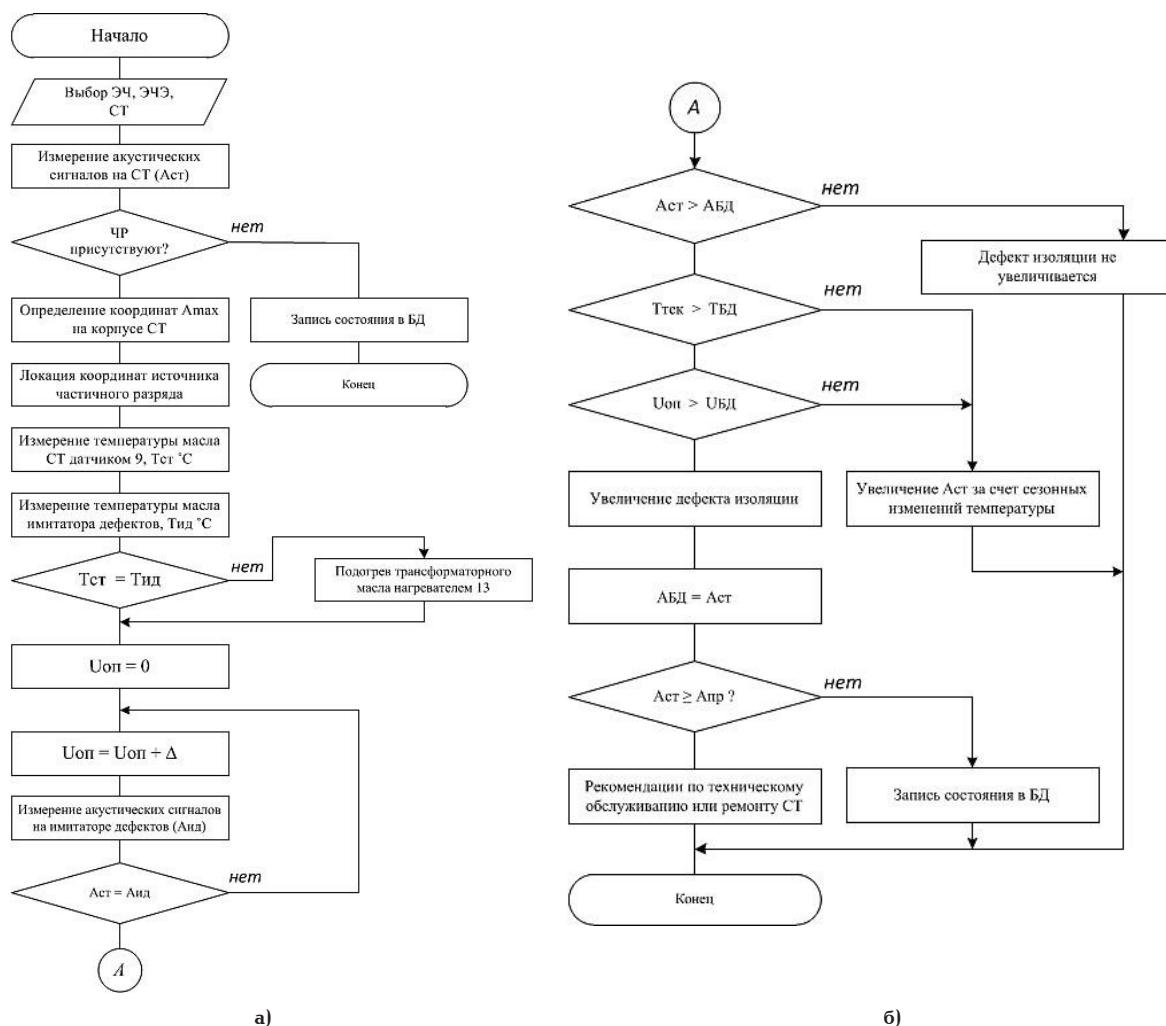 Начало
Выбор ЭЧ, ЭЧЭ,
СТ
Измерение акустических
сигналов на СТ (Аст)
ЧР
присутствуют?
нет
Определение координат Amax
на корпусе СТ
Запись состояния в БД
Локация координат источника
частичного разряда
Конец
Измерение температуры масла
СТ датчиком 9, Тст ˚С
Измерение температуры масла
имитатора дефектов, Тид ˚С
Тст = Тид
нет
Подогрев трансформаторного
масла нагревателем 13
Uоп = 0
Uоп = Uоп + Δ
Измерение акустических сигналов
на имитаторе дефектов (Аид)
Аст = Аид
нет
А
а)
А
Аст > АБД
нет
Дефект изоляции не
увеличивается
Ттек > ТБД
нет
Uоп > UБД
нет
Увеличение дефекта изоляции
Увеличение Аст за счет сезонных
изменений температуры
АБД = Аст
Аст ≥ Апр ?
нет
Рекомендации по техническому
обслуживанию или ремонту СТ
Запись состояния в БД
Конец
б)